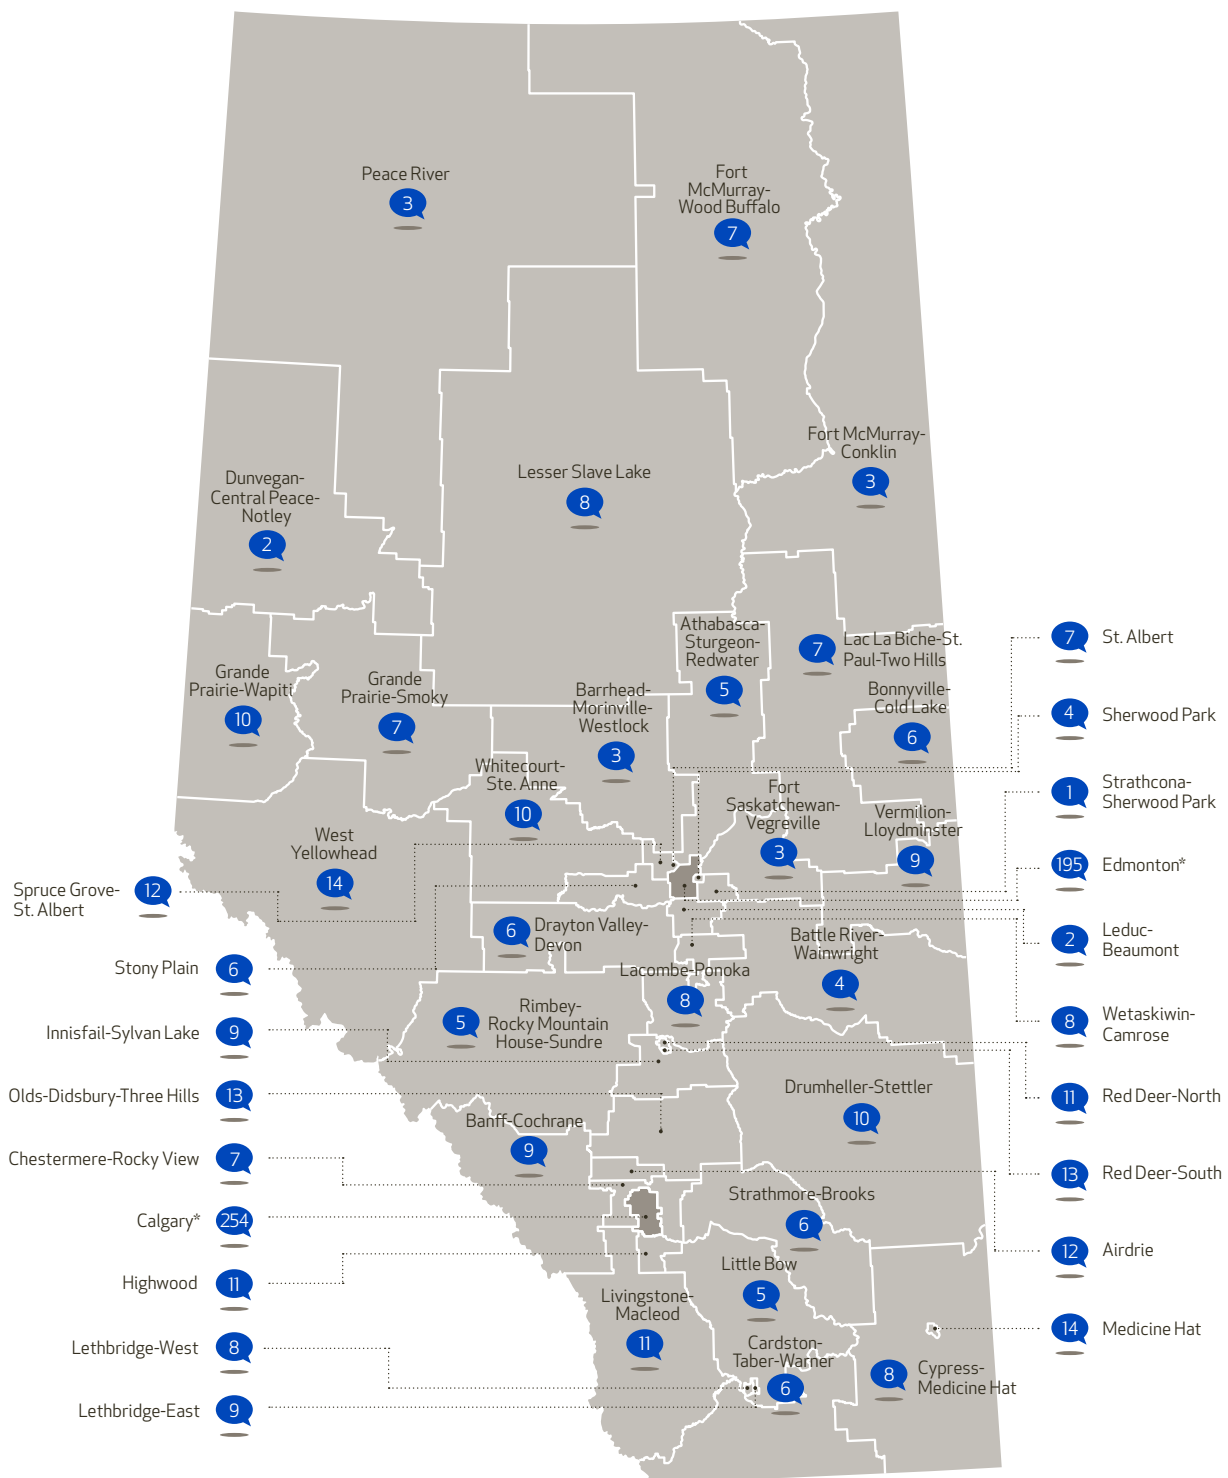 Peace River
3
Fort
McMurray-
Wood Buffalo
7
Fort McMurray-
Conklin
3
Lesser Slave Lake
8
Dunvegan-
Central Peace-
Notley
2
Athabasca-
Sturgeon-
Redwater
5
7
Lac La Biche-St.
Paul-Two Hills
Grande
Prairie-Wapiti
10
Grande
Prairie-Smoky
7
Barrhead-
Morinville-
Westlock
3
Bonnyville-
Cold Lake
6
Whitecourt-
Ste. Anne
10
Fort
Saskatchewan-
Vegreville
3
Vermilion-
Lloydminster
9
West
Yellowhead
14
6
Drayton Valley-
Devon
Battle River-
Wainwright
4
Lacombe-Ponoka
8
5
Rimbey-
Rocky Mountain
House-Sundre
Drumheller-Stettler
10
Banff-Cochrane
9
Strathmore-Brooks
6
Little Bow
5
Livingstone-
Macleod
11
Cardston-
Taber-Warner
6
8
Cypress-
Medicine Hat
Spruce Grove-
St. Albert
12
Stony Plain
6
Innisfail-Sylvan Lake
9
Olds-Didsbury-Three Hills
13
Chestermere-Rocky View
7
Calgary*
254
Highwood
11
Lethbridge-West
8
Lethbridge-East
9
7
St. Albert
4
Sherwood Park
1
Strathcona-
Sherwood Park
195
Edmonton*
2
Leduc-
Beaumont
8
Wetaskiwin-
Camrose
11
Red Deer-North
13
Red Deer-South
12
Airdrie
14
Medicine Hat